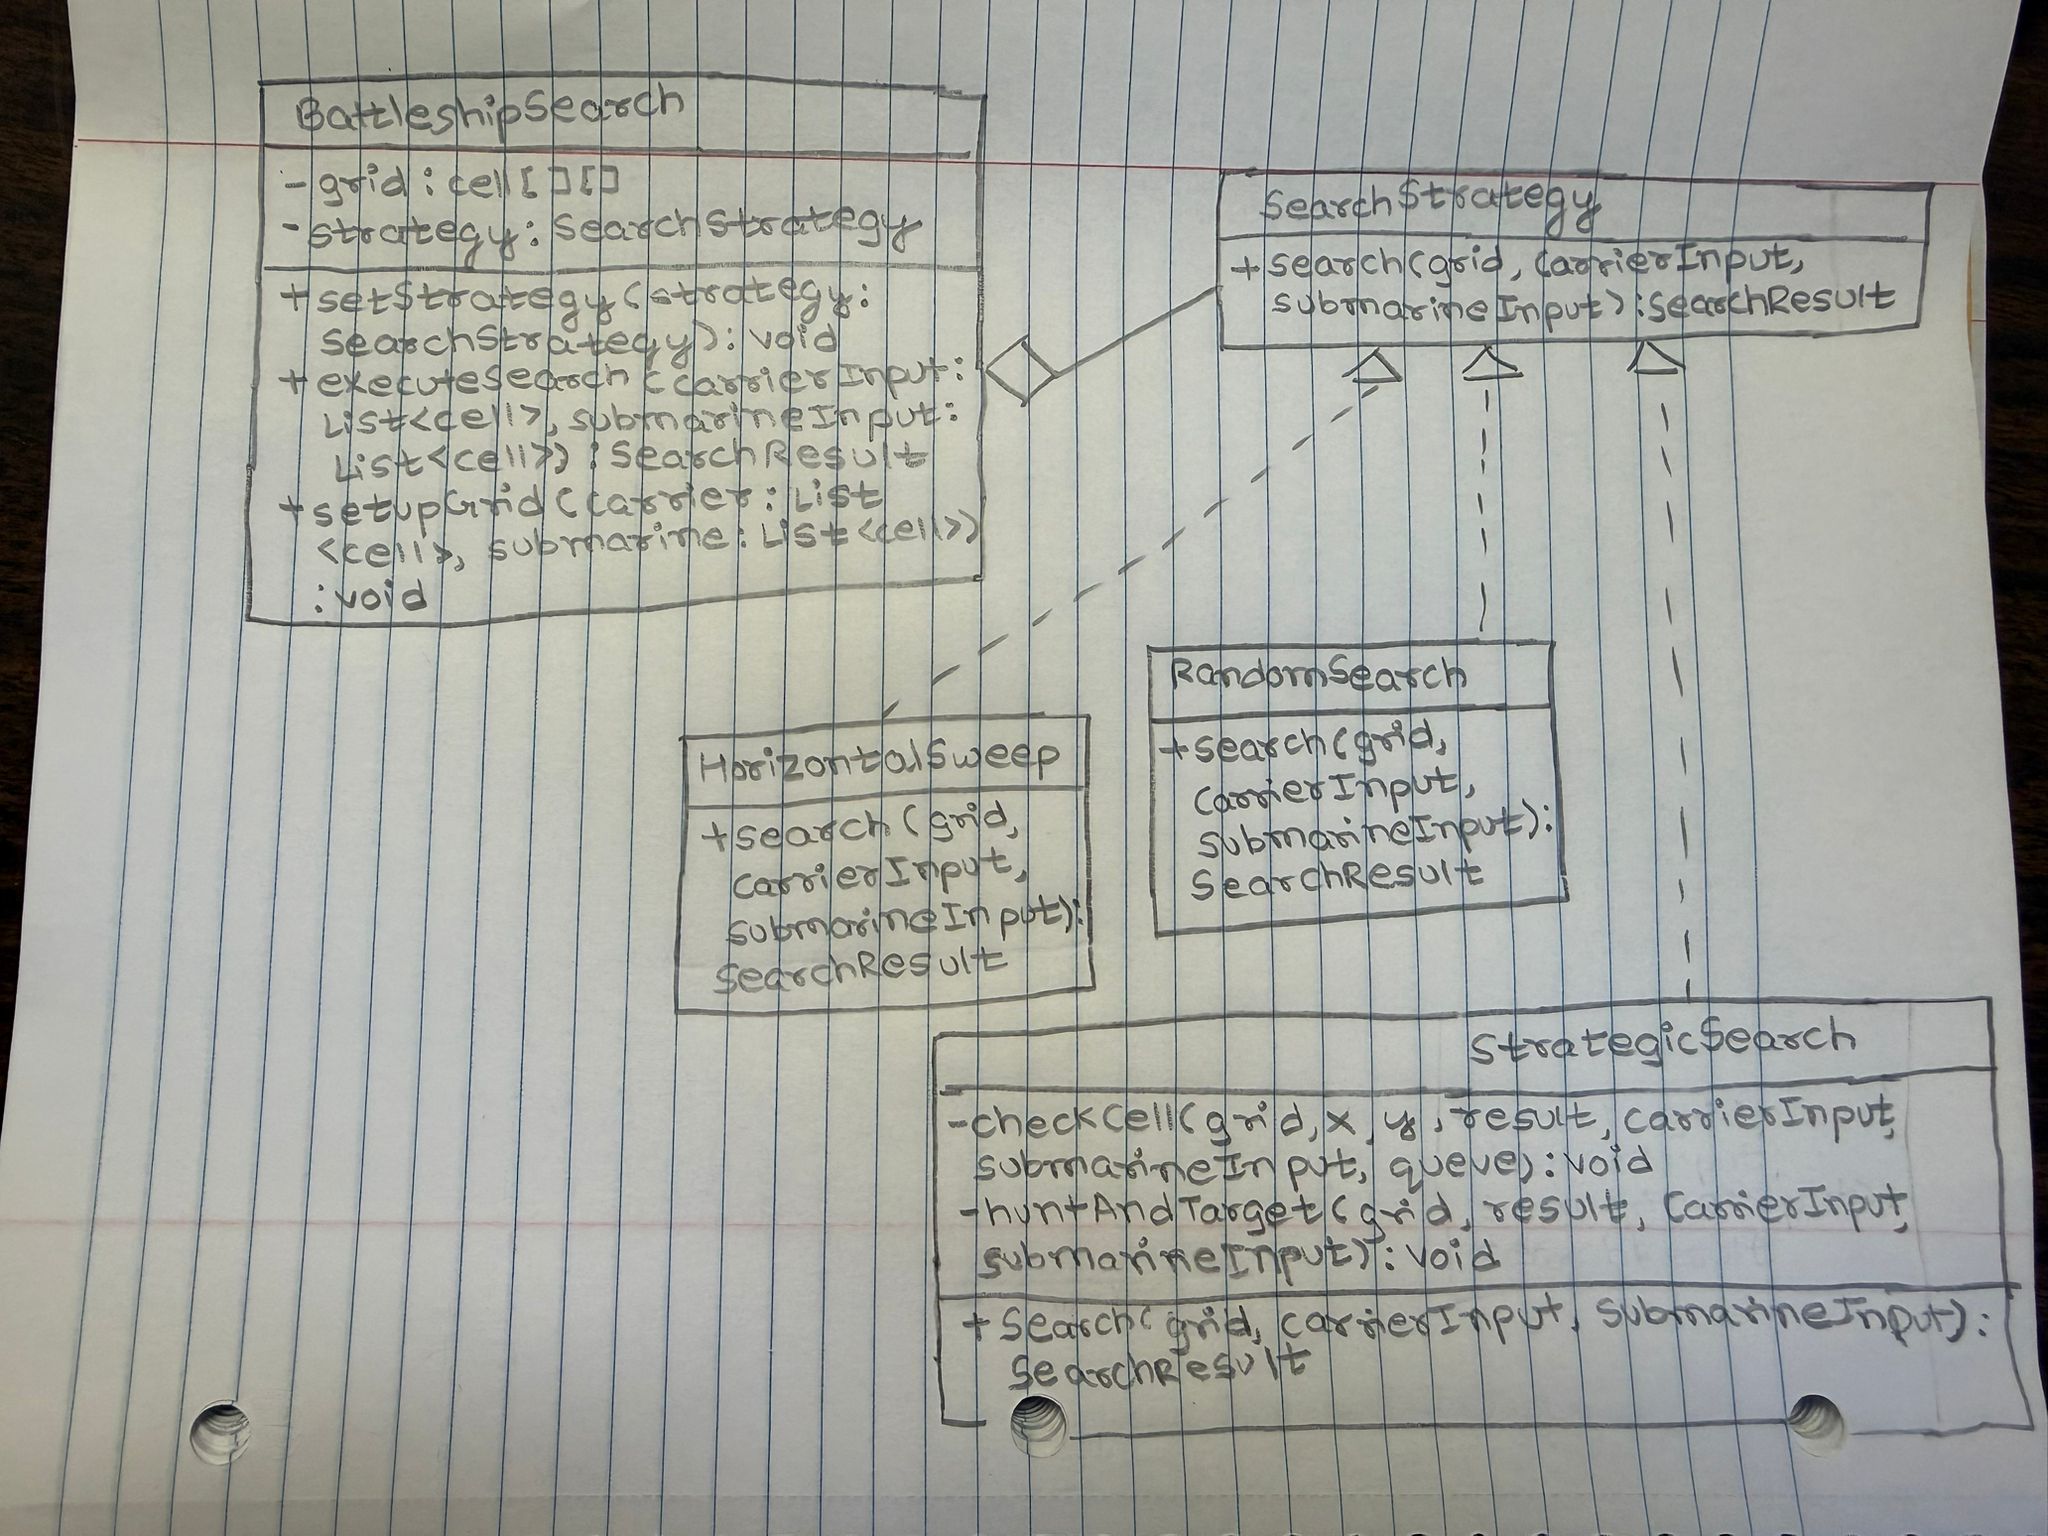 BattleshipSearch
- grid : cell [ ] [ ]
- strategy : SearchStrategy
+ setStrategy (strategy:
SearchStrategy) : void
+ executeSearch (carrierInput:
List<cell>, submarineInput:
List<cell>) : SearchResult
+ setupGrid (carrier : List
<cell>, submarine : List<cell>)
: void
SearchStrategy
+ search(grid, carrierInput,
submarineInput) : SearchResult
HorizontalSweep
+ search (grid,
carrierInput,
submarineInput):
SearchResult
RandomSearch
+ search (grid,
carrierInput,
submarineInput):
SearchResult
StrategicSearch
- checkCell(grid, x, y, result, carrierInput,
submarineInput, queue) : void
- huntAndTarget (grid, result, carrierInput,
submarineInput) : void
+ search(grid, carrierInput, submarineInput):
SearchResult